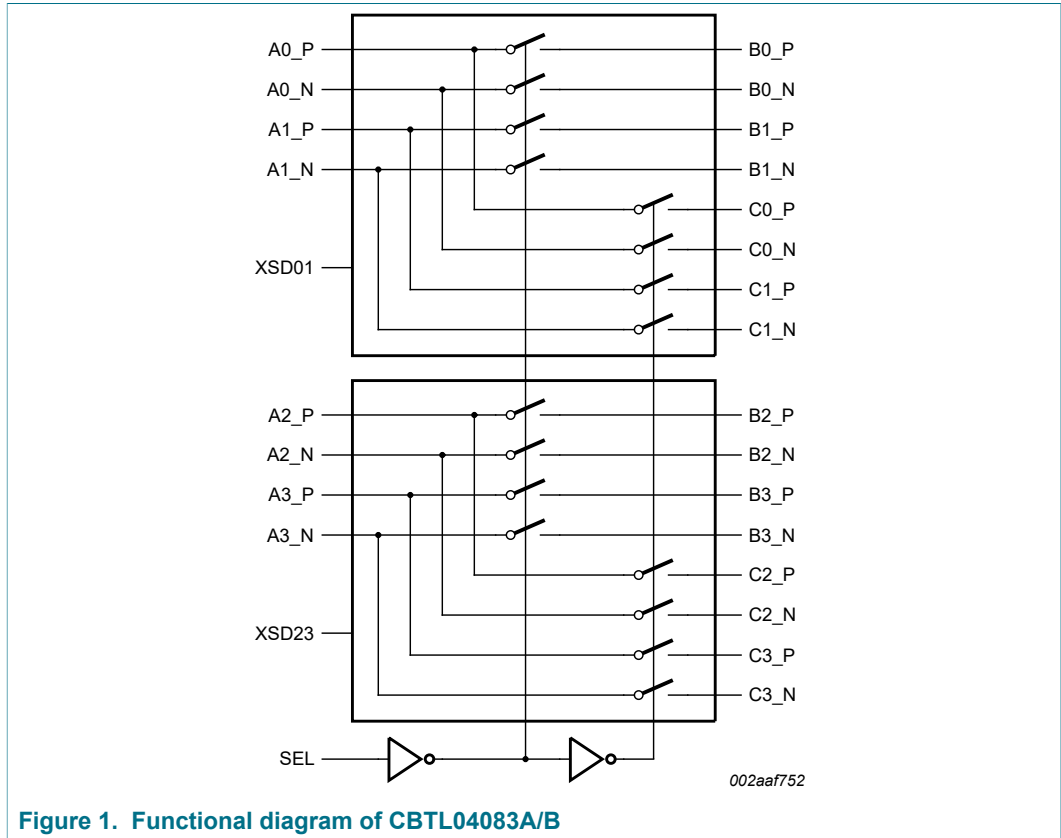 A0_P
B0_P
A0_N
B0_N
A1_P
B1_P
A1_N
B1_N
C0_P
C0_N
XSD01
C1_P
C1_N
A2_P
B2_P
A2_N
B2_N
A3_P
B3_P
A3_N
B3_N
C2_P
C2_N
XSD23
C3_P
C3_N
SEL
002aaf752
Figure 1. Functional diagram of CBTL04083A/B